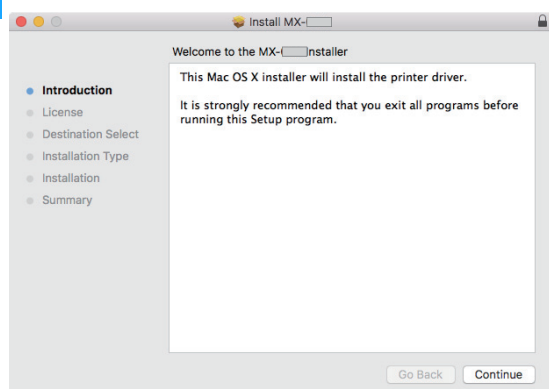 Install MX-
Welcome to the MX- nstaller
Introduction
License
Destination Select
Installation Type
Installation
Summary
This Mac OS X installer will install the printer driver.
It is strongly recommended that you exit all programs before
running this Setup program.
Go Back
Continue